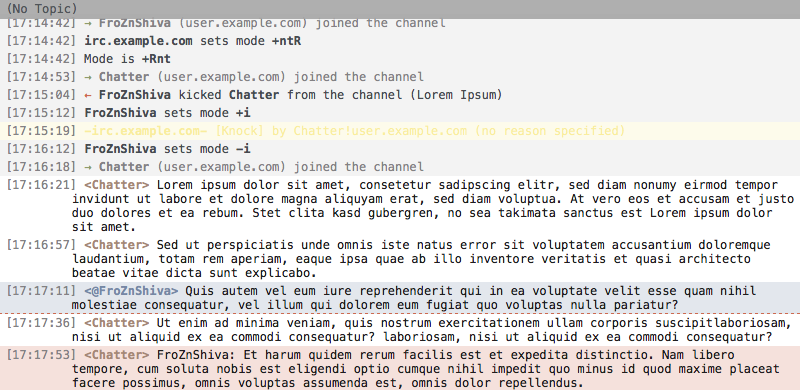 (No Topic)
[17:14:42] → FroZnShiva (user.example.com) joined the channel
[17:14:42] irc.example.com sets mode +ntR
[17:14:42] Mode is +Rnt
[17:14:53] → Chatter (user.example.com) joined the channel
[17:15:04] ← FroZnShiva kicked Chatter from the channel (Lorem Ipsum)
[17:15:12] FroZnShiva sets mode +i
[17:15:19] -irc.example.com- [Knock] by Chatter!user.example.com (no reason specified)
[17:16:12] FroZnShiva sets mode -i
[17:16:18] → Chatter (user.example.com) joined the channel
[17:16:21] <Chatter> Lorem ipsum dolor sit amet, consetetur sadipscing elitr, sed diam nonumy eirmod tempor
invidunt ut labore et dolore magna aliquyam erat, sed diam voluptua. At vero eos et accusam et justo
duo dolores et ea rebum. Stet clita kasd gubergren, no sea takimata sanctus est Lorem ipsum dolor
sit amet.
[17:16:57] <Chatter> Sed ut perspiciatis unde omnis iste natus error sit voluptatem accusantium doloremque
laudantium, totam rem aperiam, eaque ipsa quae ab illo inventore veritatis et quasi architecto
beatae vitae dicta sunt explicabo.
[17:17:11] <@FroZnShiva> Quis autem vel eum iure reprehenderit qui in ea voluptate velit esse quam nihil
molestiae consequatur, vel illum qui dolorem eum fugiat quo voluptas nulla pariatur?
[17:17:36] <Chatter> Ut enim ad minima veniam, quis nostrum exercitationem ullam corporis suscipitlaboriosam,
nisi ut aliquid ex ea commodi consequatur? laboriosam, nisi ut aliquid ex ea commodi consequatur?
[17:17:53] <Chatter> FroZnShiva: Et harum quidem rerum facilis est et expedita distinctio. Nam libero
tempore, cum soluta nobis est eligendi optio cumque nihil impedit quo minus id quod maxime placeat
facere possimus, omnis voluptas assumenda est, omnis dolor repellendus.